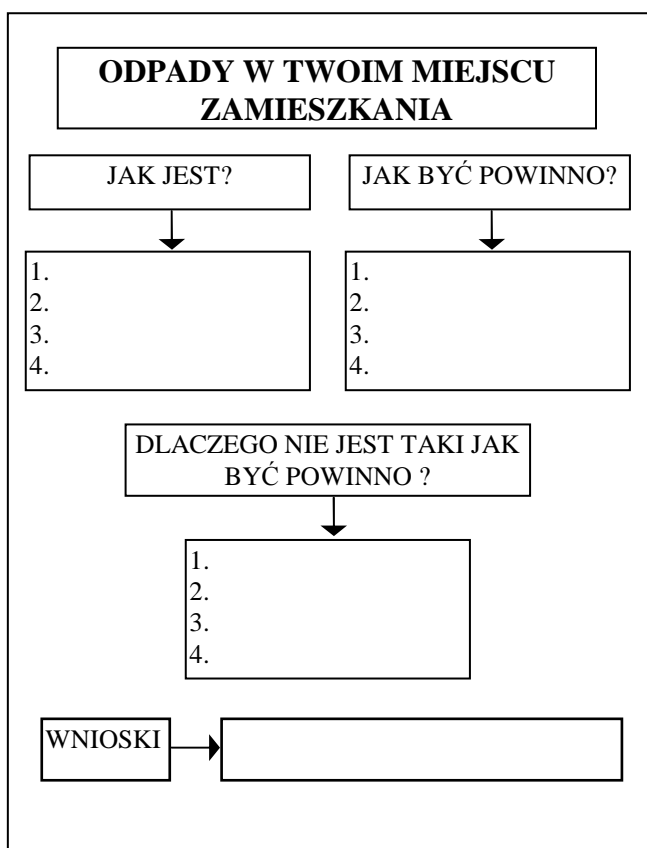 ODPADY W TWOIM MIEJSCU
ZAMIESZKANIA
JAK JEST?
JAK BYĆ POWINNO?
1.
2.
3.
4.
1.
2.
3.
4.
DLACZEGO NIE JEST TAKI JAK
BYĆ POWINNO ?
1.
2.
3.
4.
WNIOSKI